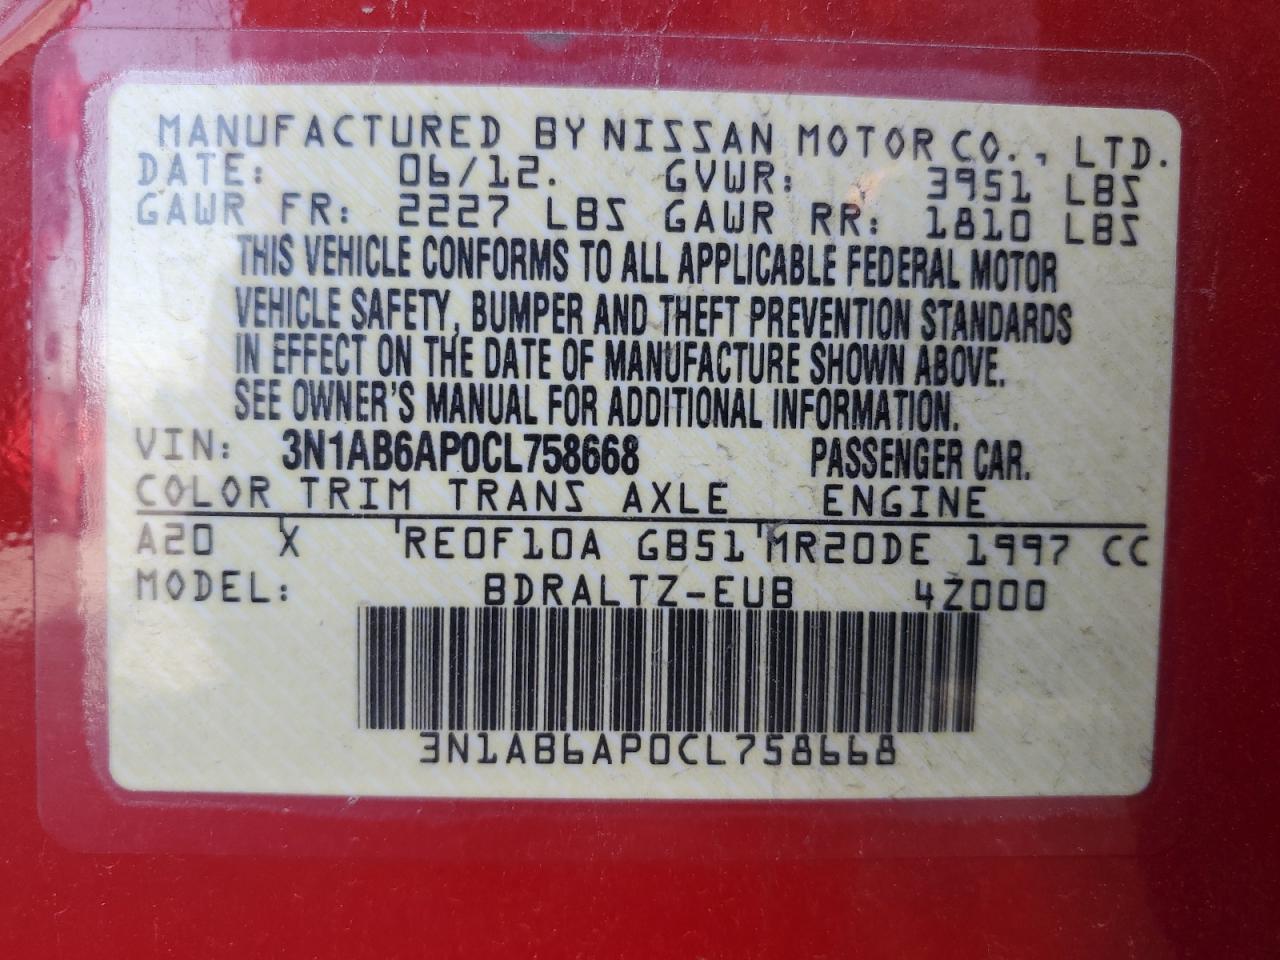 MANUFACTURED BY NISSAN MOTOR CO., LTD.
DATE: 06/12. GVWR: 3951 LBS
GAWR FR: 2227 LBS GAWR RR: 1810 LBS
THIS VEHICLE CONFORMS TO ALL APPLICABLE FEDERAL MOTOR
VEHICLE SAFETY, BUMPER AND THEFT PREVENTION STANDARDS
IN EFFECT ON THE DATE OF MANUFACTURE SHOWN ABOVE.
SEE OWNER'S MANUAL FOR ADDITIONAL INFORMATION.
VIN: 3N1AB6AP0CL758668 PASSENGER CAR.
COLOR TRIM TRANS AXLE ENGINE
A20 X RE0F10A GB51 MR20DE 1997 CC
MODEL: BDRALTZ-EUB 4Z000
3N1AB6AP0CL758668